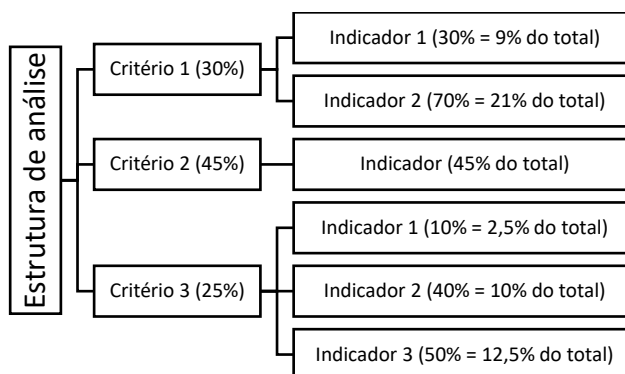 Estrutura de análise
Critério 1 (30%)
Indicador 1 (30% = 9% do total)
Indicador 2 (70% = 21% do total)
Critério 2 (45%)
Indicador (45% do total)
Critério 3 (25%)
Indicador 1 (10% = 2,5% do total)
Indicador 2 (40% = 10% do total)
Indicador 3 (50% = 12,5% do total)